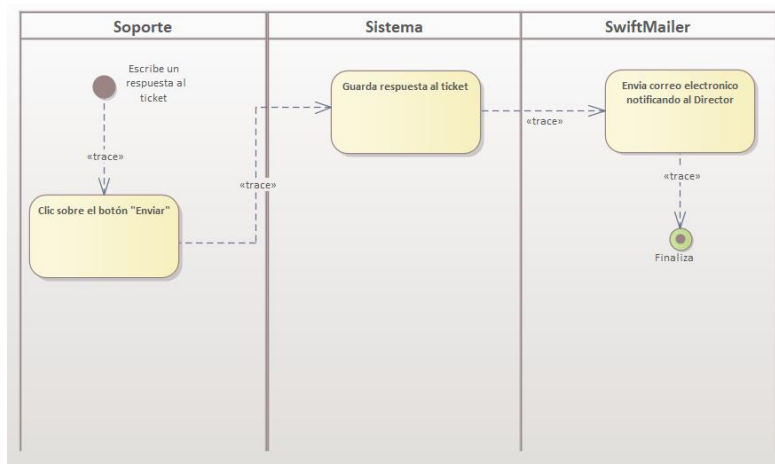 Soporte
Sistema
SwiftMailer
Escribe un
respuesta al
ticket
«trace»
Clic sobre el botón "Enviar"
«trace»
Guarda respuesta al ticket
«trace»
Envia correo electronico
notificando al Director
«trace»
Finaliza